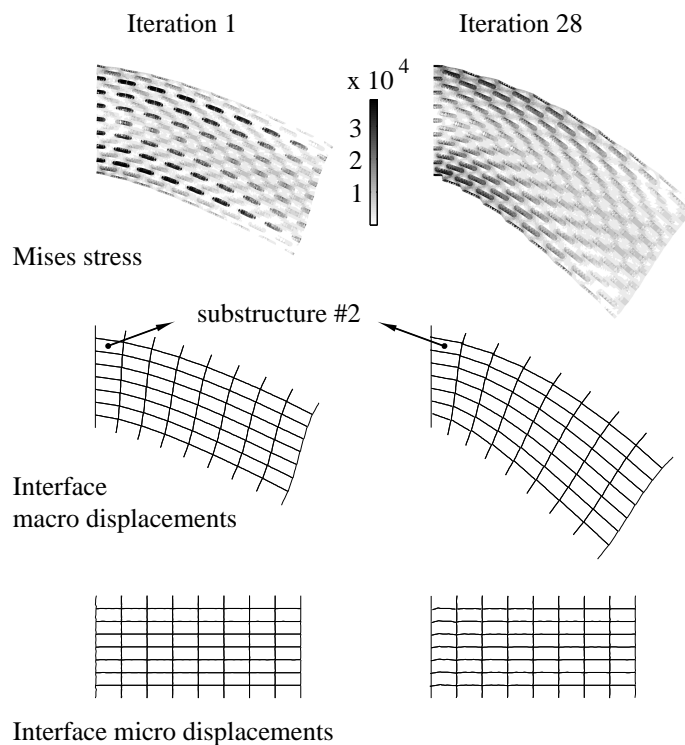 Iteration 1
Iteration 28
x 10 4
3
2
1
Mises stress
substructure #2
Interface
macro displacements
Interface micro displacements